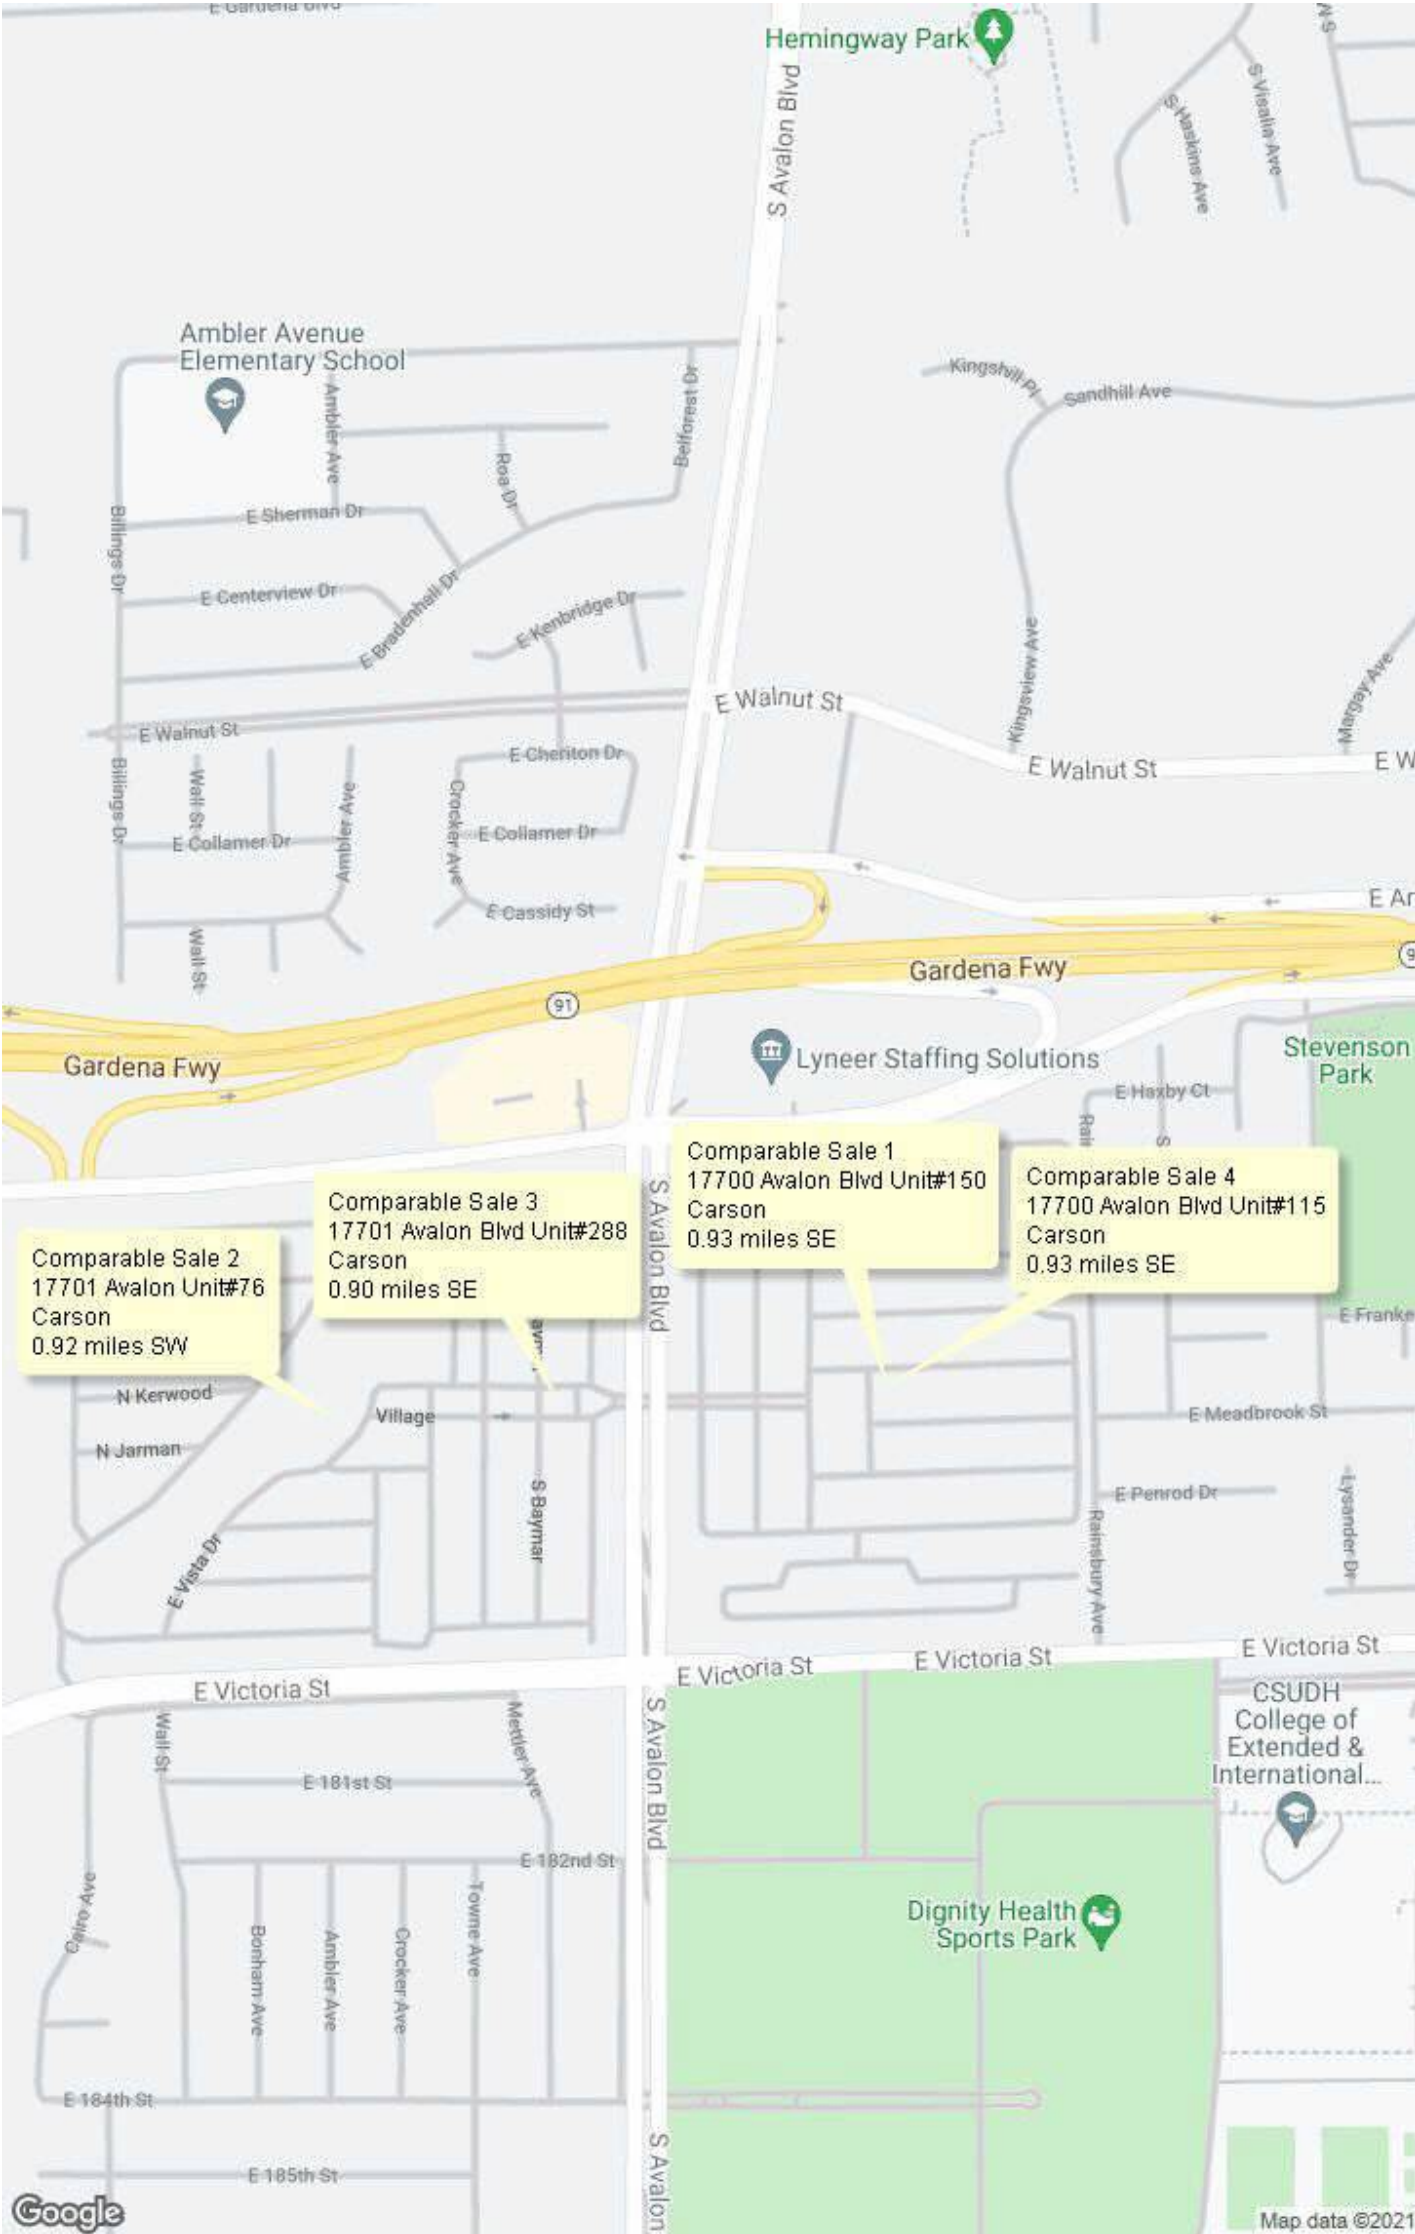 E Gardena Blvd
Hemingway Park
S Avalon Blvd
S Haskins Ave
S Visalia Ave
Ambler Avenue
Elementary School
Ambler Ave
Roa Dr
Belforest Dr
Kingshill Pl
Sandhill Ave
E Sherman Dr
Billings Dr
E Centerview Dr
E Bradenhall Dr
E Kenbridge Dr
Kingsview Ave
Margay Ave
E Walnut St
E Walnut St
E Walnut St
E W
E Cheriton Dr
Billings Dr
Wall St
Ambler Ave
Crocker Ave
E Collamer Dr
E Collamer Dr
E Cassidy St
E Ar
Wall St
Gardena Fwy
91
9
Gardena Fwy
Lyneer Staffing Solutions
Stevenson
Park
E Haxby Ct
Rai
S
Comparable Sale 1
17700 Avalon Blvd Unit#150
Carson
0.93 miles SE
Comparable Sale 4
17700 Avalon Blvd Unit#115
Carson
0.93 miles SE
Comparable Sale 3
17701 Avalon Blvd Unit#288
Carson
0.90 miles SE
Comparable Sale 2
17701 Avalon Unit#76
Carson
0.92 miles SW
S Avalon Blvd
E Franke
N Kerwood
Village
E Meadbrook St
N Jarman
S Baymar
E Penrod Dr
Lysander Dr
E Vista Dr
Rainsbury Ave
E Victoria St
E Victoria St
E Victoria St
E Victoria St
CSUDH
College of
Extended &
International...
Wall St
Mettler Ave
S Avalon Blvd
E 181st St
E 182nd St
Cairo Ave
Bonham Ave
Ambler Ave
Crocker Ave
Towne Ave
Dignity Health
Sports Park
E 184th St
S Avalon
E 185th St
Google
Map data ©2021